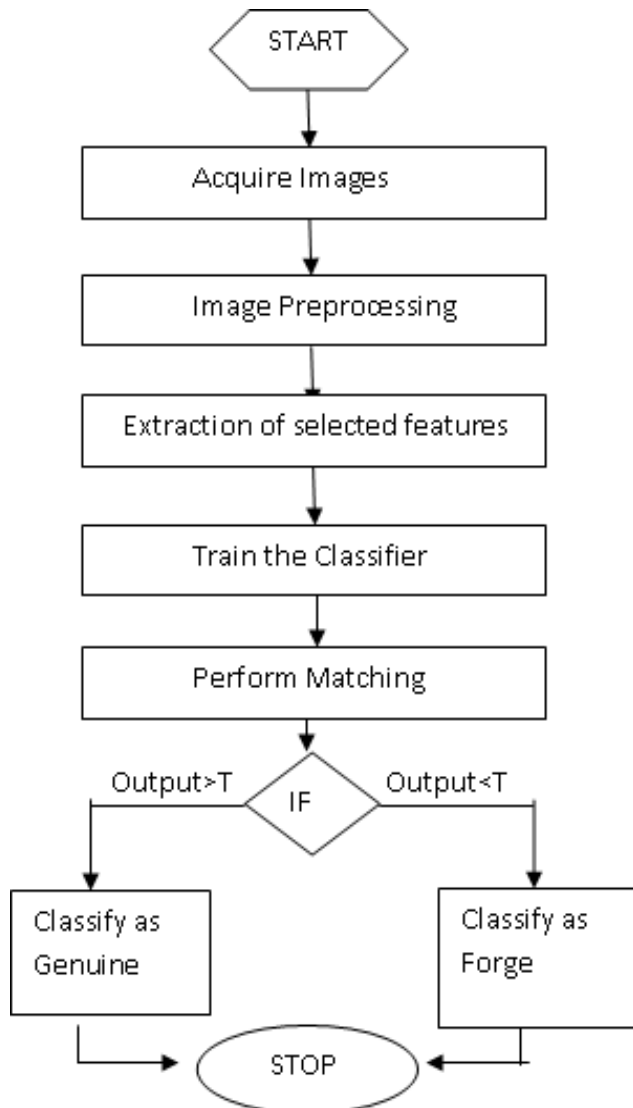 START
Acquire Images
Image Preprocessing
Extraction of selected features
Train the Classifier
Perform Matching
Output>T
IF
Output<T
Classify as
Genuine
Classify as
Forge
STOP